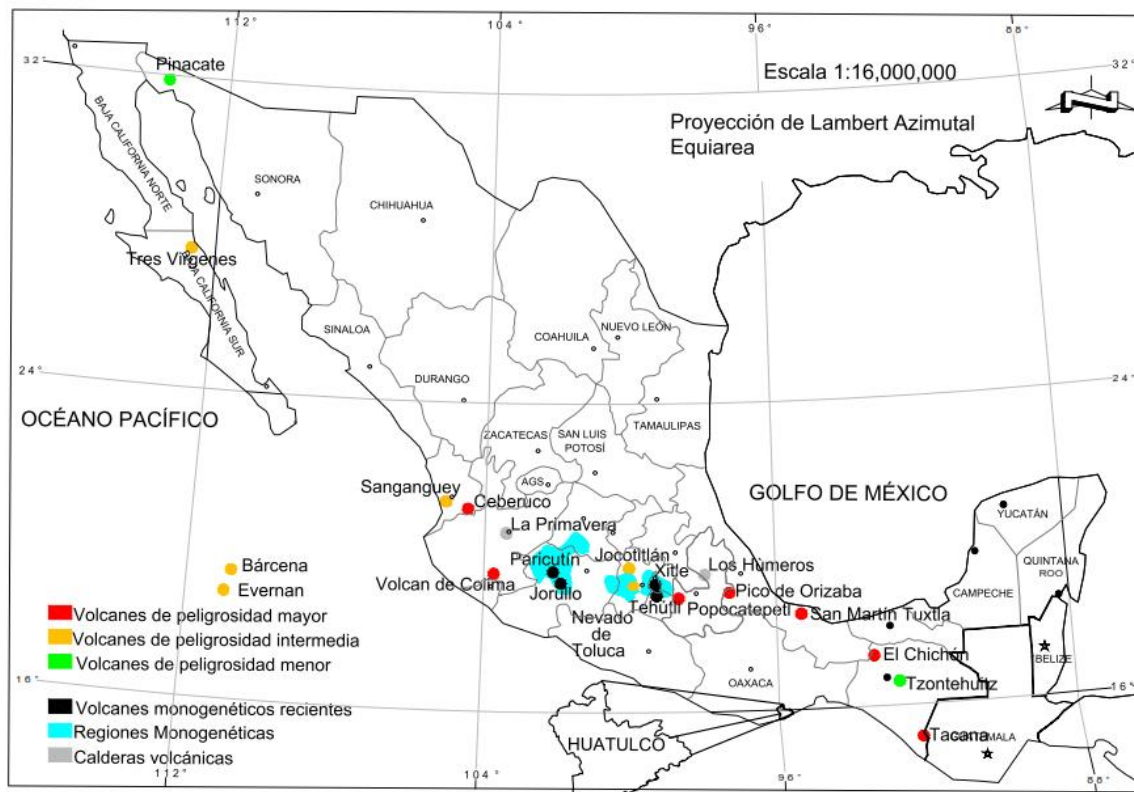 112°
104°
96°
88°
32°
32°
Pinacate
Escala 1:16,000,000
Proyección de Lambert Azimutal
Equiarea
BAJA CALIFORNIA NORTE
SONORA
CHIHUAHUA
Tres Vírgenes
BAJA CALIFORNIA SUR
SINALOA
COAHUILA
NUEVO LEÓN
DURANGO
24°
24°
OCÉANO PACÍFICO
ZACATECAS
SAN LUIS
POTOSÍ
TAMAULIPAS
AGS.
Sanganguey
Ceberuco
GOLFO DE MÉXICO
YUCATÁN
La Primavera
QUINTANA
ROO
CAMPECHE
Paricutín
Jocotitlán
Xitle
Los Hùmeros
Volcan de Colima
Jorullo
Tehutli
Popocatepetl
Pico de Orizaba
San Martín Tuxtla
Nevado
de
Toluca
Bárcena
Evernan
Volcanes de peligrosidad mayor
Volcanes de peligrosidad intermedia
Volcanes de peligrosidad menor
El Chichón
BELIZE
Tzontehuitz
OAXACA
16°
16°
Volcanes monogenéticos recientes
Regiones Monogenéticas
Calderas volcánicas
HUATULCO
Tacana
GUATEMALA
112°
104°
96°
88°